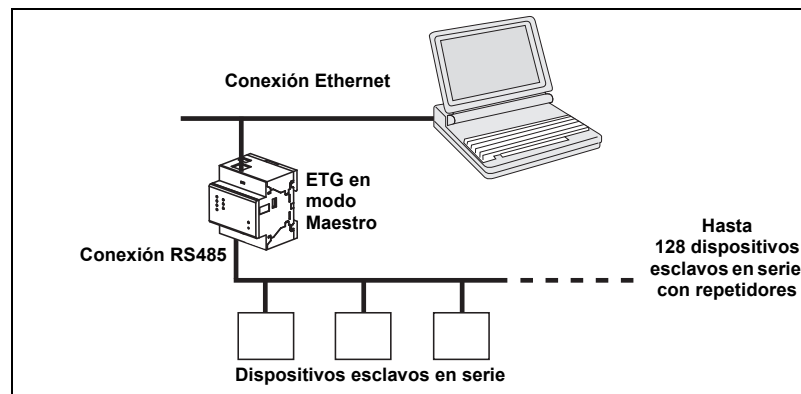 Conexión Ethernet
ETG en
modo
Maestro
Conexión RS485
Hasta
128 dispositivos
esclavos en serie
con repetidores
Dispositivos esclavos en serie